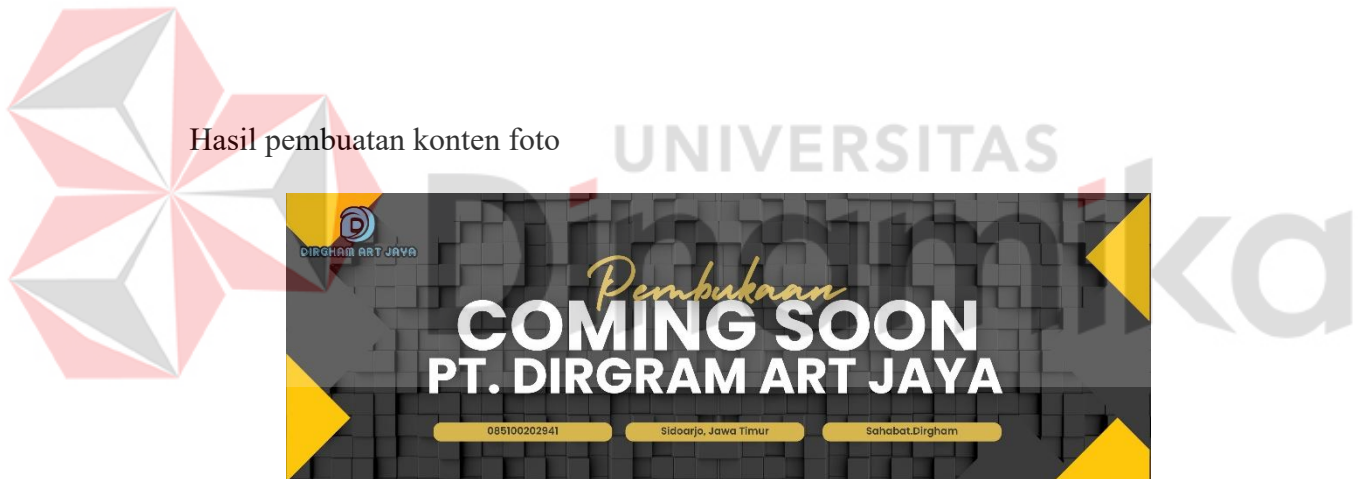 Hasil pembuatan konten foto
UNIVERSITAS
Dinamika
DIRGHAM ART JAYA
Pembukaan
COMING SOON
PT. DIRGRAM ART JAYA
085100202941
Sidoarjo, Jawa Timur
Sahabat.Dirgham